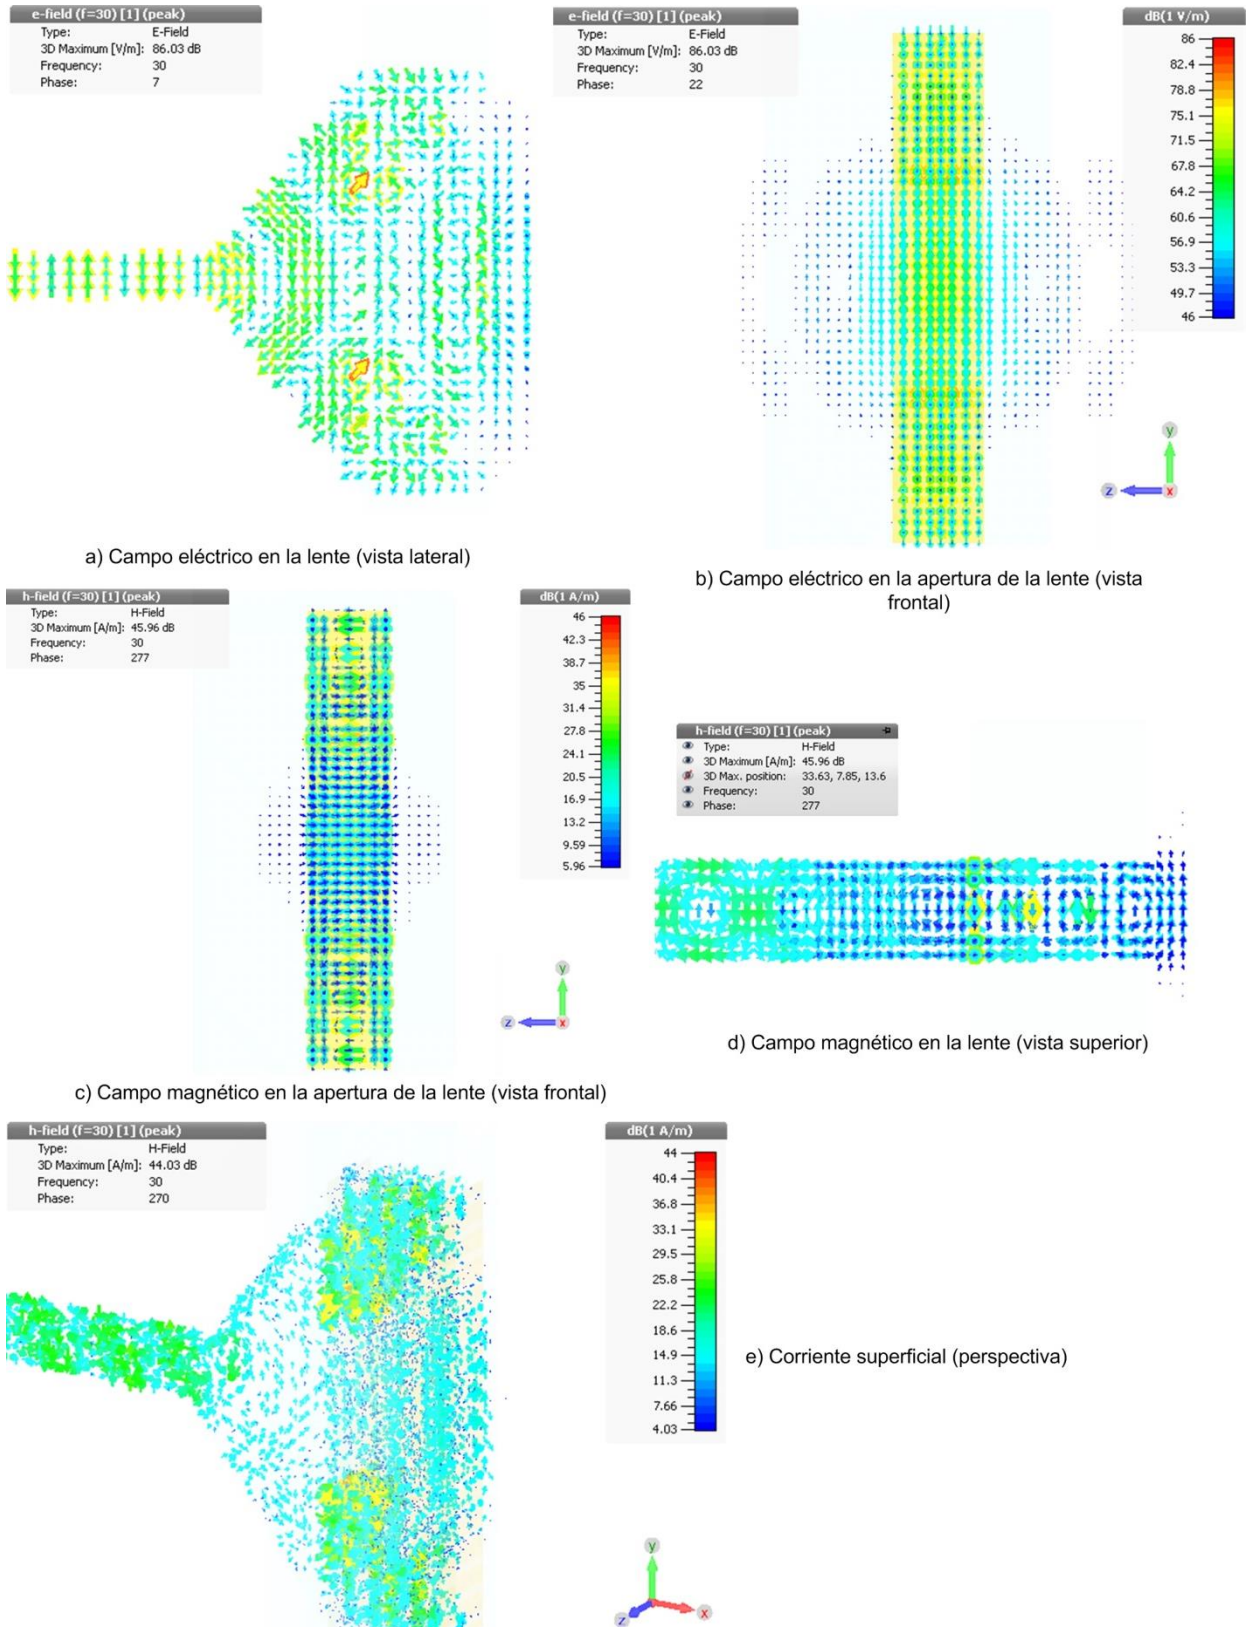 e-field (f=30) [1] (peak)
Type: E-Field
3D Maximum [V/m]: 86.03 dB
Frequency: 30
Phase: 7
e-field (f=30) [1] (peak)
Type: E-Field
3D Maximum [V/m]: 86.03 dB
Frequency: 30
Phase: 22
dB(1 V/m)
86
82.4
78.8
75.1
71.5
67.8
64.2
60.6
56.9
53.3
49.7
46
y
z
x
a) Campo eléctrico en la lente (vista lateral)
b) Campo eléctrico en la apertura de la lente (vista
frontal)
h-field (f=30) [1] (peak)
Type: H-Field
3D Maximum [A/m]: 45.96 dB
Frequency: 30
Phase: 277
dB(1 A/m)
46
42.3
38.7
35
31.4
27.8
24.1
20.5
16.9
13.2
9.59
5.96
y
z
x
h-field (f=30) [1] (peak)
Type: H-Field
3D Maximum [A/m]: 45.96 dB
3D Max. position: 33.63, 7.85, 13.6
Frequency: 30
Phase: 277
d) Campo magnético en la lente (vista superior)
c) Campo magnético en la apertura de la lente (vista frontal)
h-field (f=30) [1] (peak)
Type: H-Field
3D Maximum [A/m]: 44.03 dB
Frequency: 30
Phase: 270
dB(1 A/m)
44
40.4
36.8
33.1
29.5
25.8
22.2
18.6
14.9
11.3
7.66
4.03
e) Corriente superficial (perspectiva)
y
z
x